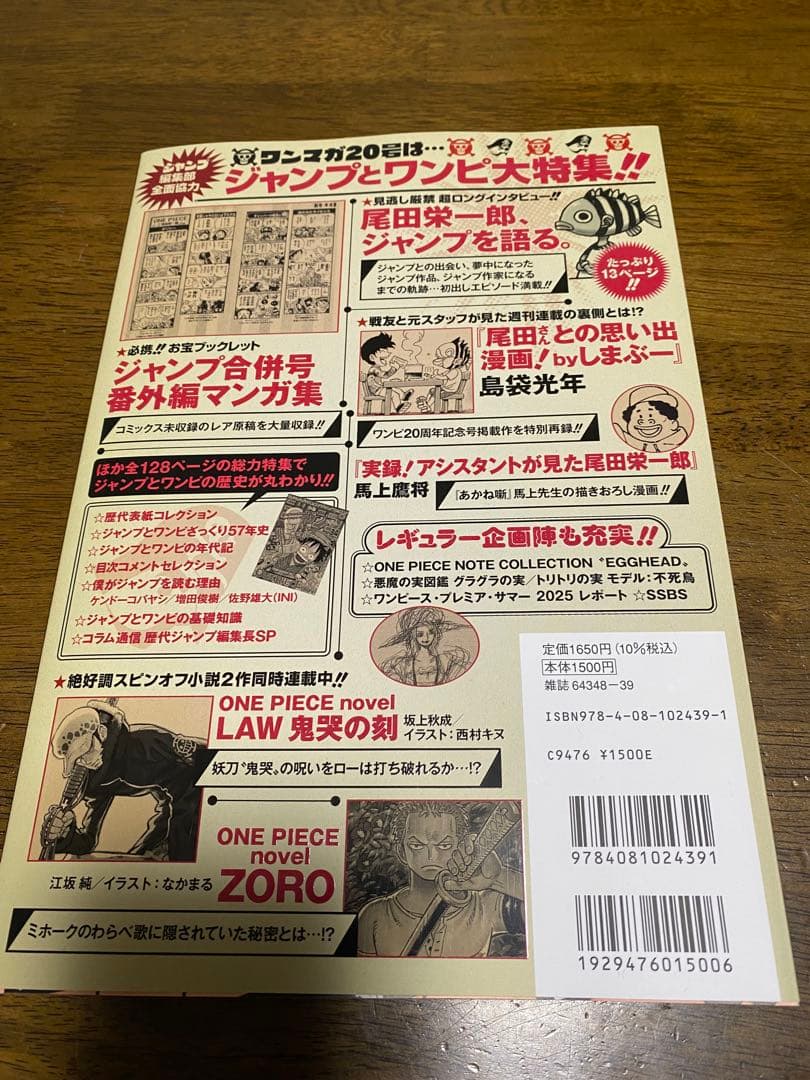 ジャンプ
編集部
全面協力
ワンマガ20号は…
ジャンプとワンピ大特集!!
★見逃し厳禁 超ロングインタビュー!!
尾田栄一郎、
ジャンプを語る。
ジャンプとの出会い、夢中になった
ジャンプ作品、ジャンプ作家になる
までの軌跡…初出しエピソード満載!!
たっぷり
13ページ
!!
ONE PIECE
★必携!! お宝ブックレット
ジャンプ合併号
番外編マンガ集
コミックス未収録のレア原稿を大量収録!!
★戦友と元スタッフが見た週刊連載の裏側とは!?
『尾田さんとの思い出
漫画!byしまぶー』
島袋光年
ワンピ20周年記念号掲載作を特別再録!!
『実録!アシスタントが見た尾田栄一郎』
馬上鷹将
『あかね噺』馬上先生の描きおろし漫画!!
ほか全128ページの総力特集で
ジャンプとワンピの歴史が丸わかり!!
☆歴代表紙コレクション
☆ジャンプとワンピざっくり57年史
☆ジャンプとワンピの年代記
☆目次コメントセレクション
☆僕がジャンプを読む理由
ケンドーコバヤシ/増田俊樹/佐野雄大(INI)
☆ジャンプとワンピの基礎知識
☆コラム通信 歴代ジャンプ編集長SP
レギュラー企画陣も充実!!
☆ONE PIECE NOTE COLLECTION〝EGGHEAD〟
☆悪魔の実図鑑 グラグラの実/トリトリの実 モデル:不死鳥
☆ワンピース・プレミア・サマー 2025 レポート ☆SSBS
★絶好調スピンオフ小説2作同時連載中!!
ONE PIECE novel
LAW 鬼哭の刻
坂上秋成/
イラスト:西村キヌ
妖刀〝鬼哭〟の呪いをローは打ち破れるか…!?
ONE PIECE
novel
ZORO
江坂 純/イラスト:なかまる
ミホークのわらべ歌に隠されていた秘密とは…!?
定価1650円(10%税込)
本体1500円
雑誌 64348-39
ISBN978-4-08-102439-1
C9476 ¥1500E
9784081024391
1929476015006